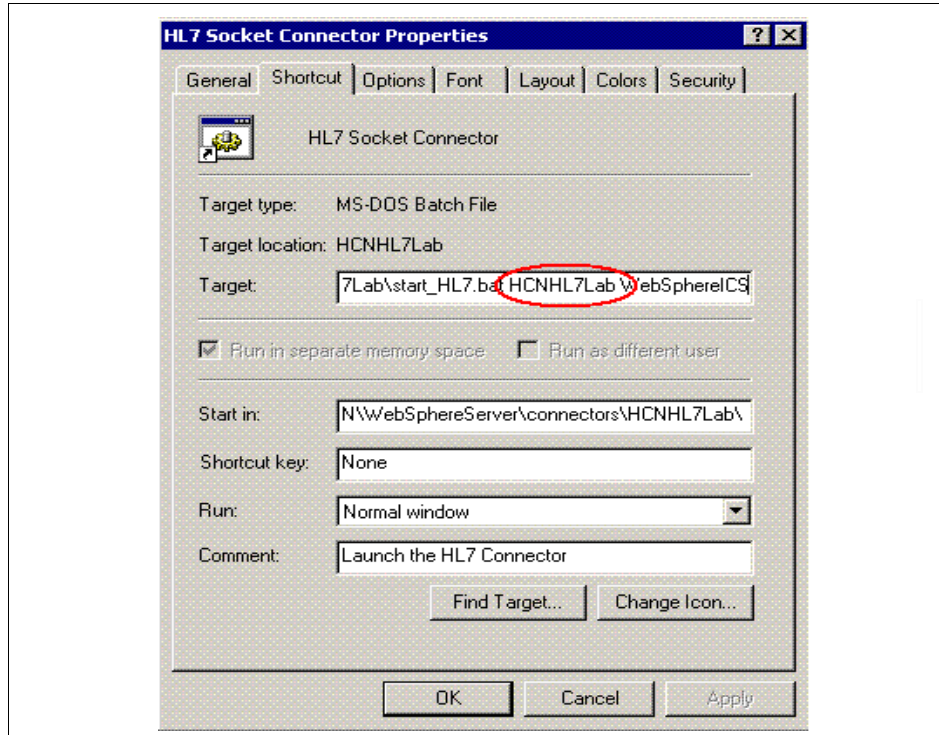 HL7 Socket Connector Properties
General Shortcut Options Font Layout Colors Security
HL7 Socket Connector
Target type: MS-DOS Batch File
Target location: HCNHL7Lab
Target: 7Lab\start_HL7.bat HCNHL7Lab \WebSphereICS
Run in separate memory space Run as different user
Start in: N\WebSphereServer\connectors\HCNHL7Lab\
Shortcut key: None
Run: Normal window
Comment: Launch the HL7 Connector
Find Target... Change Icon...
OK Cancel Apply